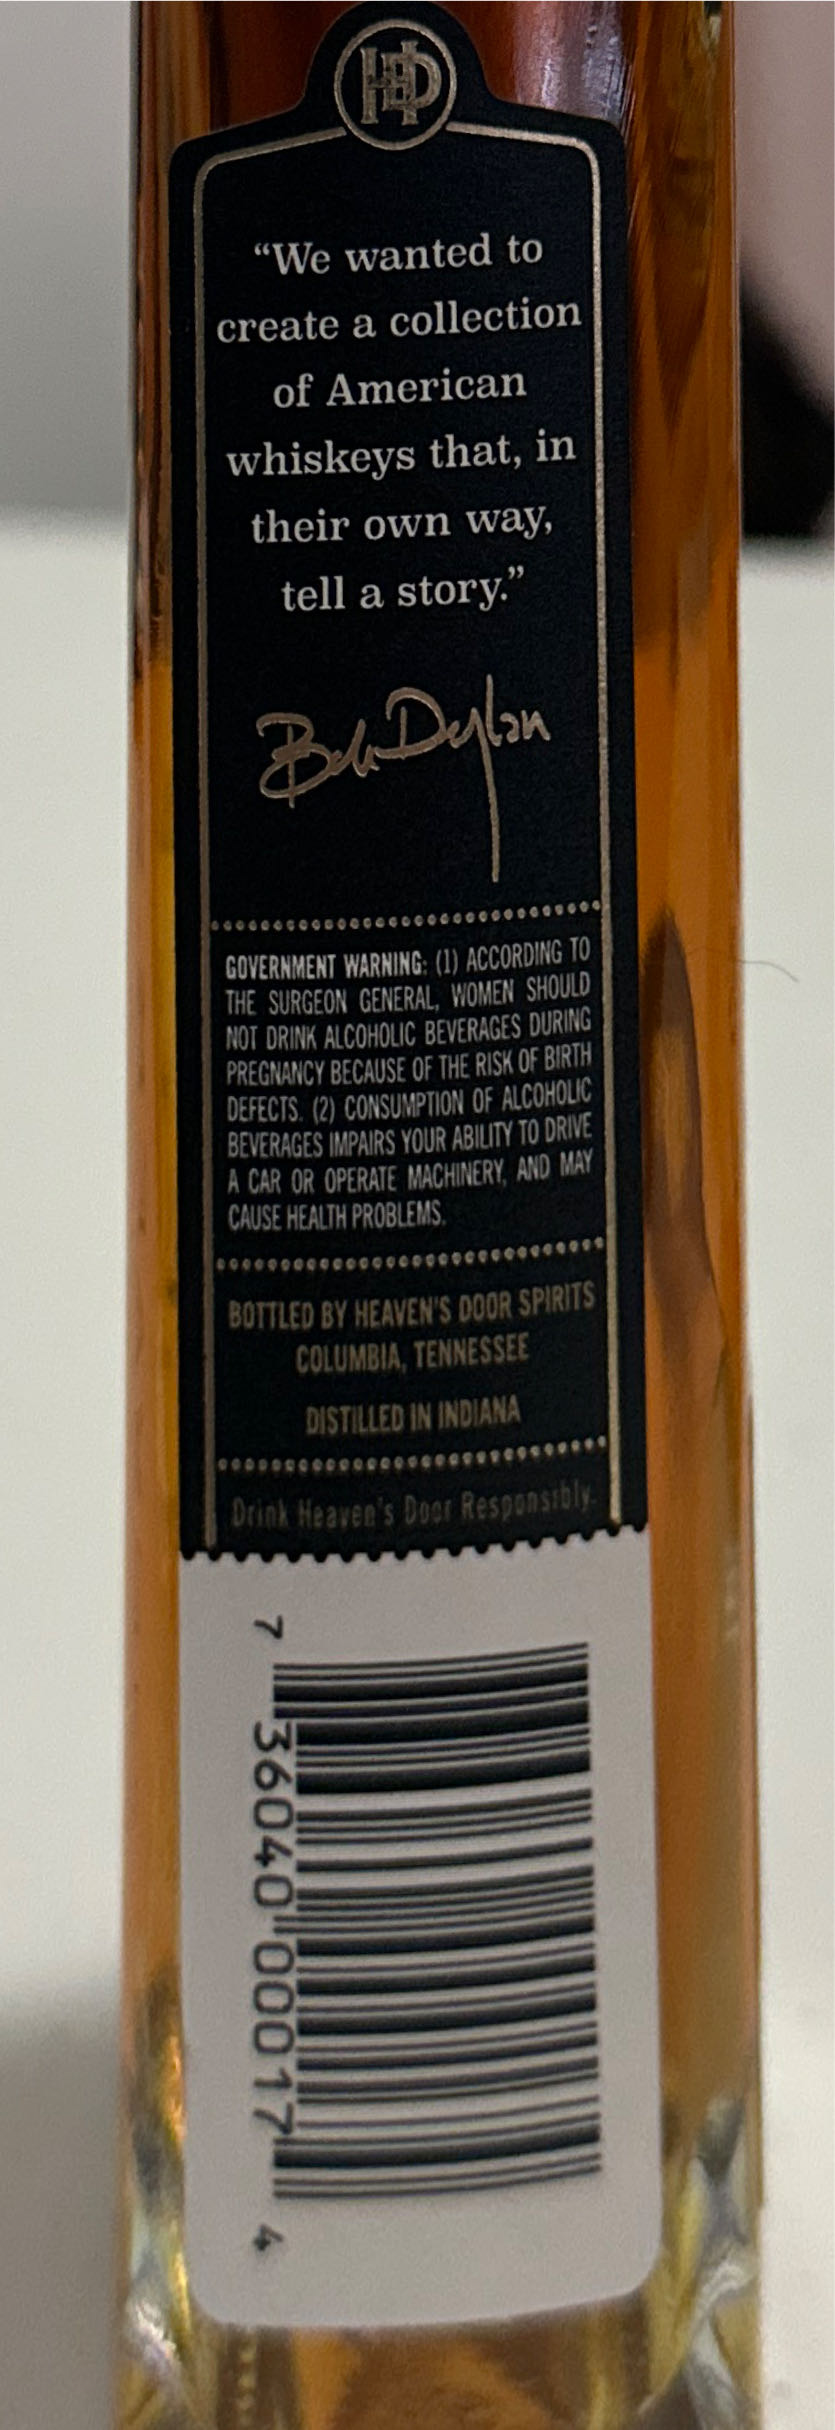 HD
“We wanted to
create a collection
of American
whiskeys that, in
their own way,
tell a story.”
Bob Dylan
GOVERNMENT WARNING: (1) ACCORDING TO
THE SURGEON GENERAL, WOMEN SHOULD
NOT DRINK ALCOHOLIC BEVERAGES DURING
PREGNANCY BECAUSE OF THE RISK OF BIRTH
DEFECTS. (2) CONSUMPTION OF ALCOHOLIC
BEVERAGES IMPAIRS YOUR ABILITY TO DRIVE
A CAR OR OPERATE MACHINERY, AND MAY
CAUSE HEALTH PROBLEMS.
BOTTLED BY HEAVEN'S DOOR SPIRITS
COLUMBIA, TENNESSEE
DISTILLED IN INDIANA
Drink Heaven's Door Responsibly.
7 36040 00017 4